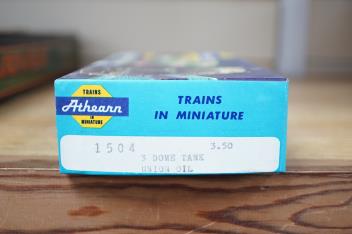 TRAINS
Athearn
IN
MINIATURE
TRAINS
IN MINIATURE
1504 3.50
3 DOME TANK
UNION OIL